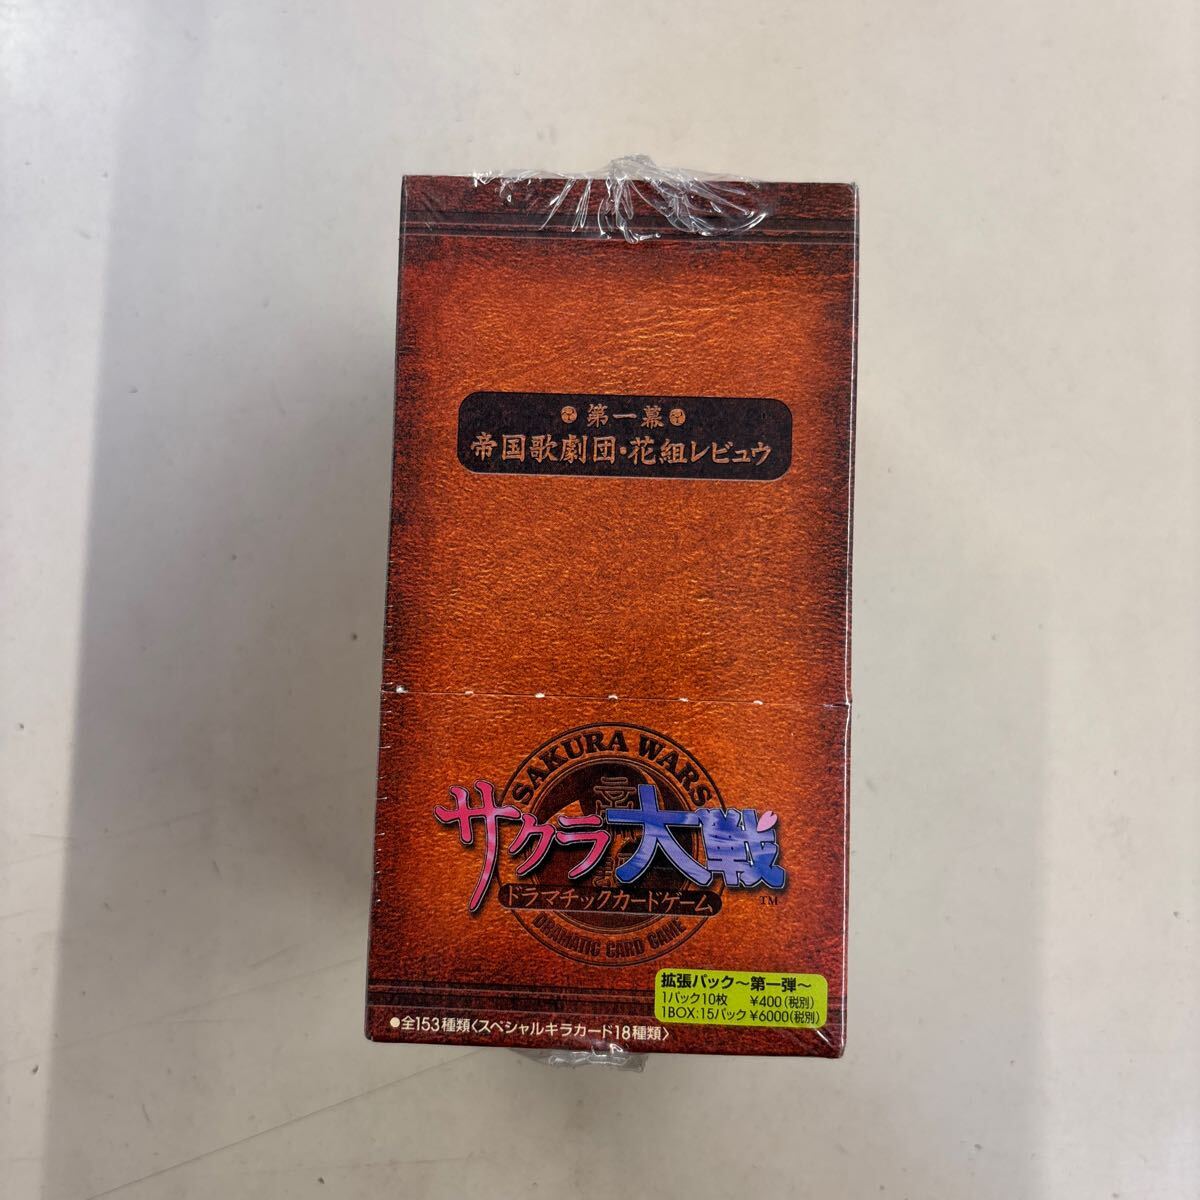 第一幕
帝国歌劇団・花組レビュウ
SAKURA WARS
サクラ大戦
TM
ドラマチックカードゲーム
DRAMATIC CARD GAME
拡張パック〜第一弾〜
1パック10枚 ¥400(税別)
1BOX:15パック¥6000(税別)
●全153種類〈スペシャルキラカード18種類〉